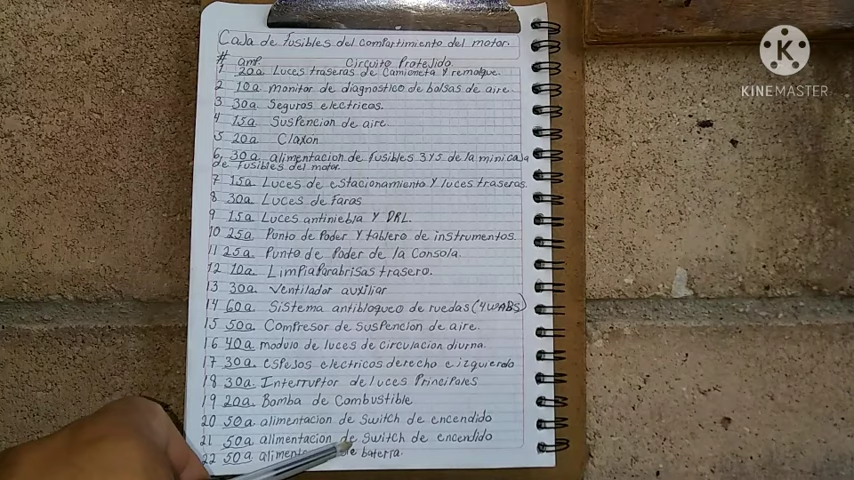 Caja de fusibles del compartimiento del motor.
# amp. Circuito Protejido
1 20a Luces traseras de Camioneta y remolque.
2 10a monitor de diagnostico de bolsas de aire.
3 30a Seguros electricos.
4 15a Suspencion de aire.
5 20a Claxon
6 30a alimentacion de fusibles 3 y 5 de la mini caja
de fusibles del motor.
7 15a Luces de estacionamiento y luces traseras.
8 30a Luces de Faros
9 15a Luces antiniebla y DRL.
10 25a Punto de Poder y tablero de instrumentos.
11 25a Punto de Poder de la Consola.
12 10a Limpiaparabrisas trasero.
13 30a Ventilador auxiliar
14 60a Sistema antibloqueo de ruedas (4WABS)
15 50a Compresor de suspencion de aire.
16 40a modulo de luces de circulacion diurna.
17 30a espejos electricos derecho e izquierdo
18 30a Interruptor de luces Principales
19 20a Bomba de Combustible
20 50a alimentacion de Switch de encendido
21 50a alimentacion de Switch de encendido
22 50a bateria.
KINEMASTER